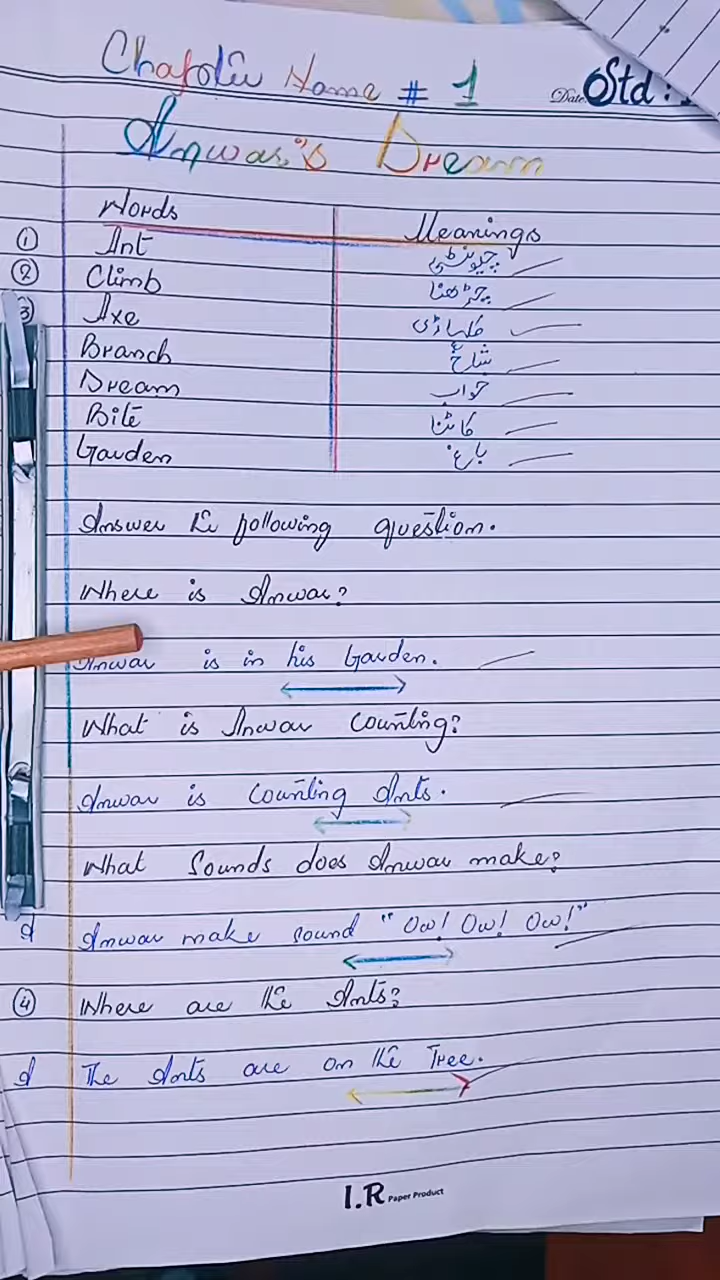 Chapter Name # 1
Date: Std:
Anwar's Dream
Words Meanings
① Ant چیونٹی
② Climb چڑھنا
3) Axe کلہاڑی
Branch شاخ
Dream خواب
Bite کاٹنا
Garden باغ
Answer the following question.
Where is Anwar?
Anwar is in his Garden.
What is Anwar Counting?
Anwar is Counting Ants.
What Sounds does Anwar make?
A Anwar make sound "Ow! Ow! Ow!"
④ Where are the Ants?
A The Ants are on the Tree.
I.R Paper Product